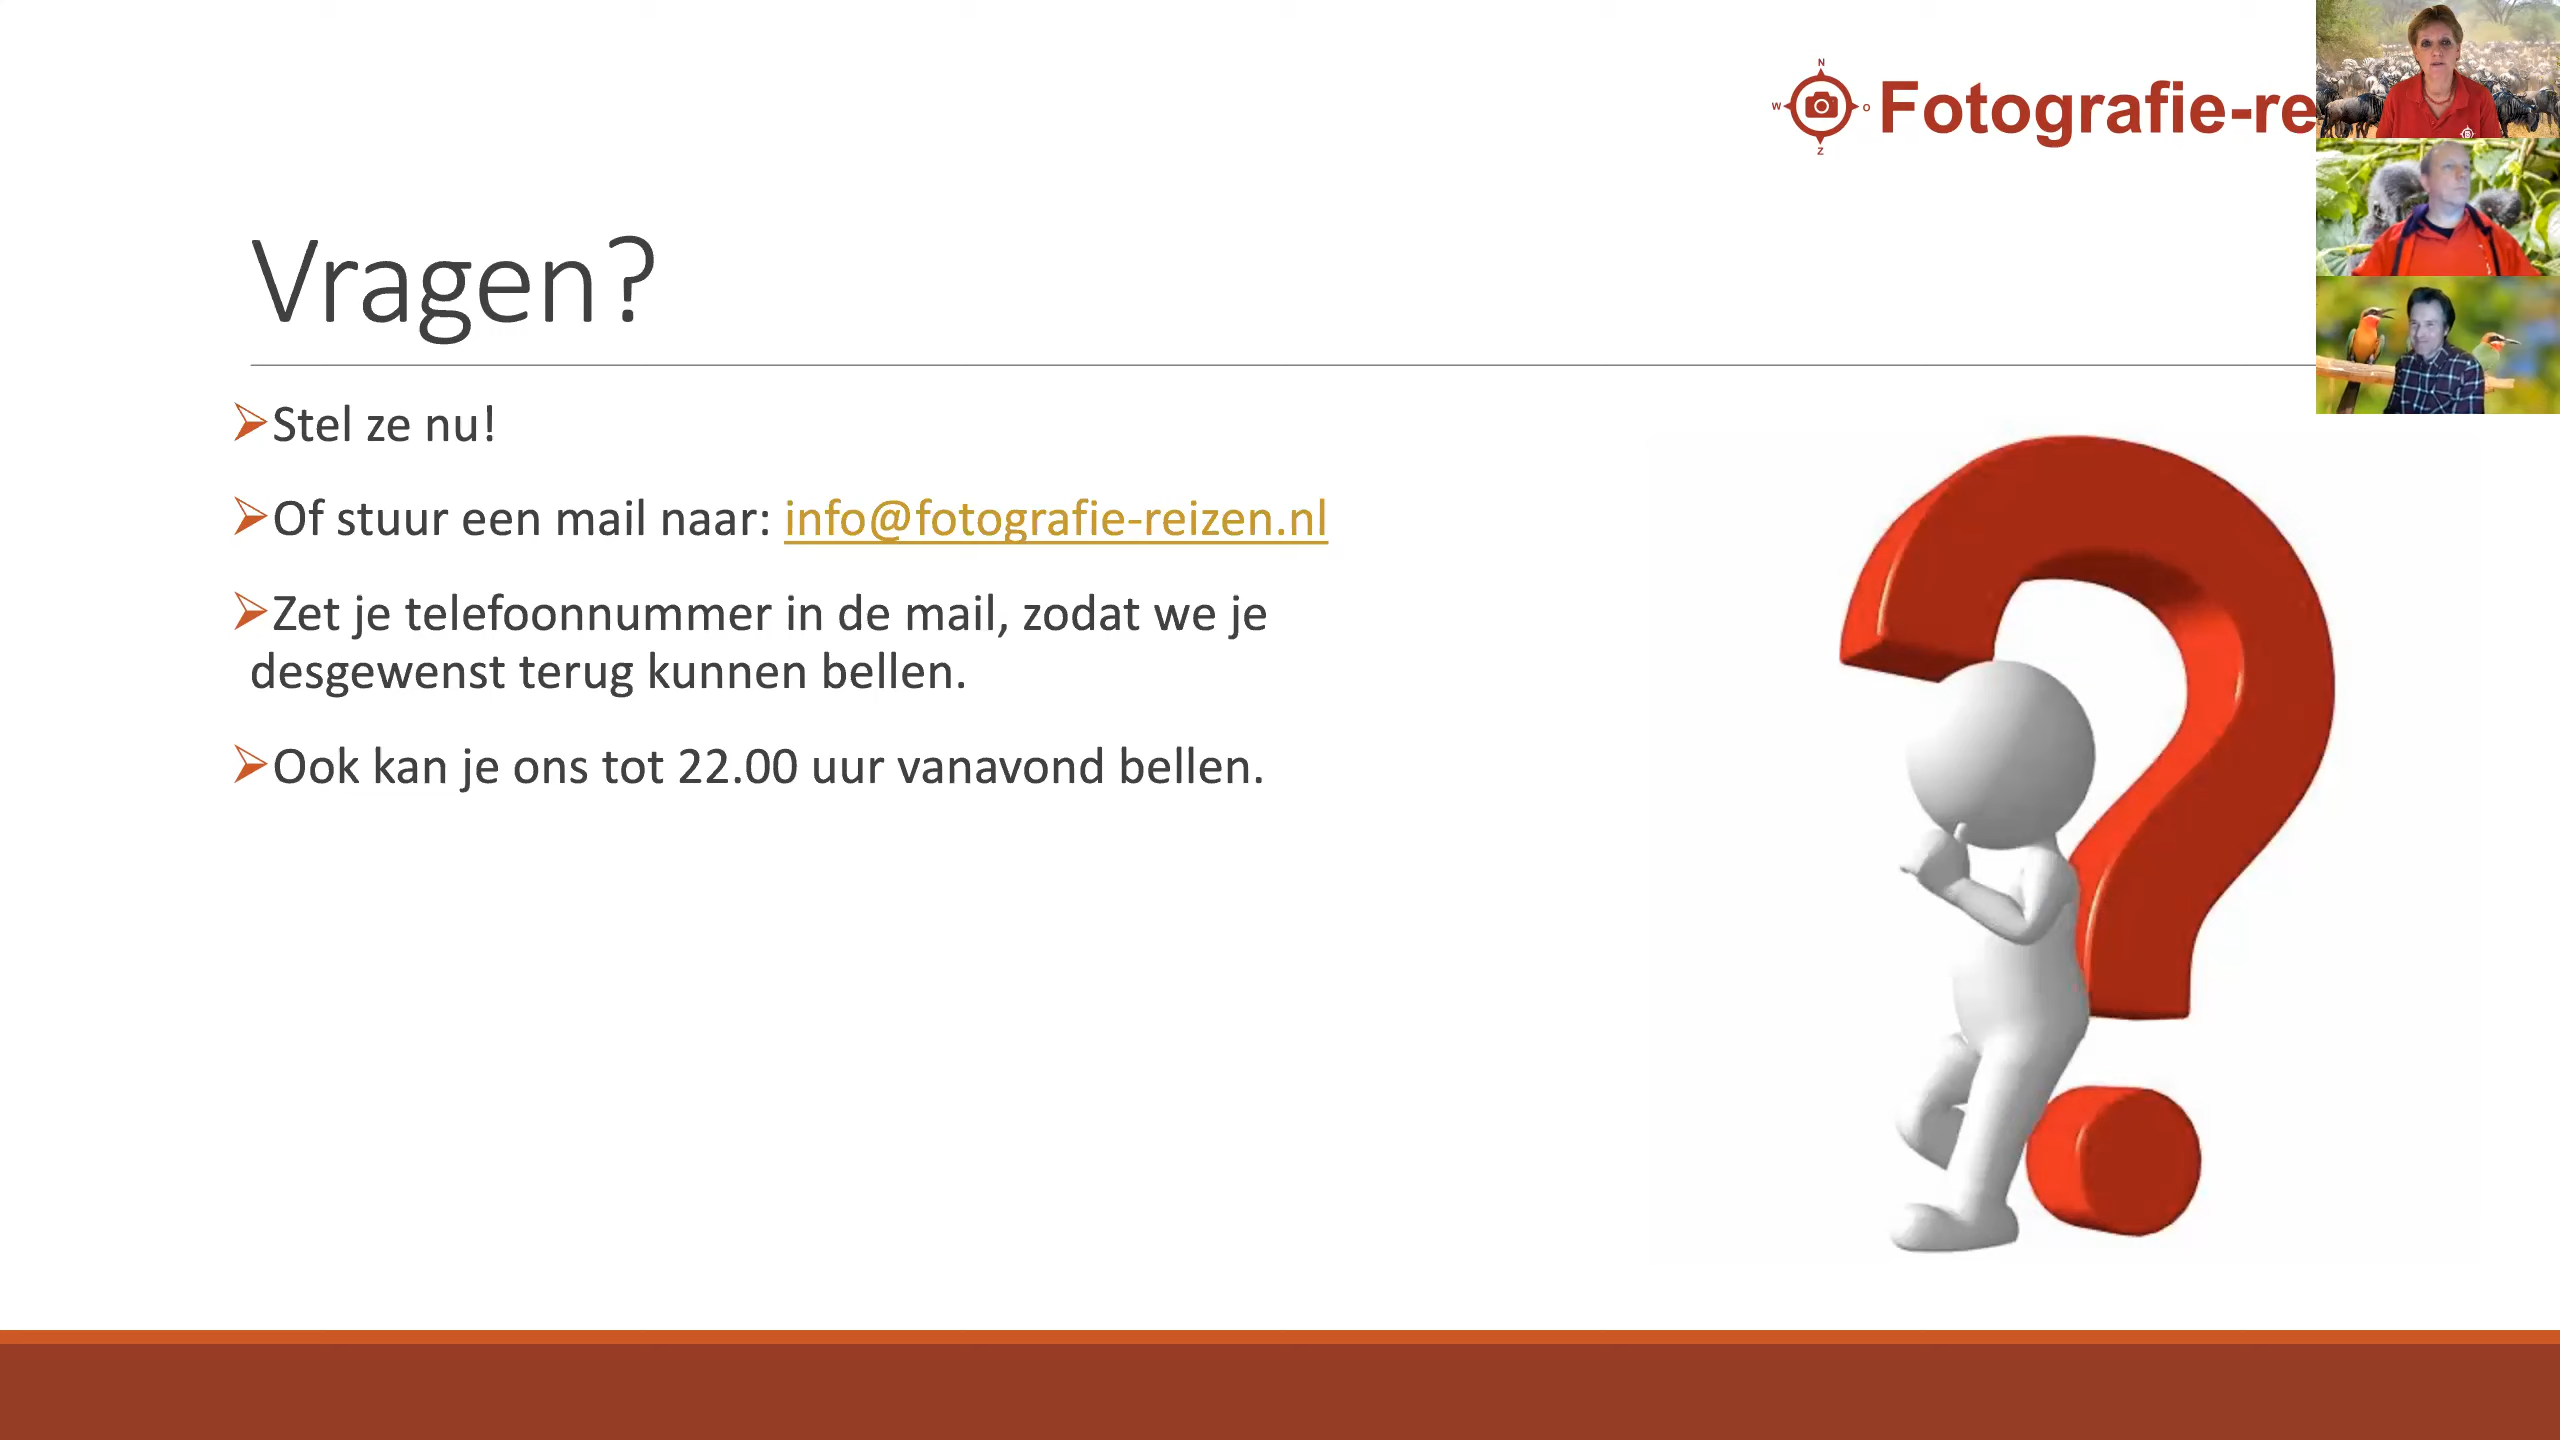 N
W O
Fotografie-re
Z
Vragen?
Stel ze nu!
Of stuur een mail naar: info@fotografie-reizen.nl
Zet je telefoonnummer in de mail, zodat we je
desgewenst terug kunnen bellen.
Ook kan je ons tot 22.00 uur vanavond bellen.